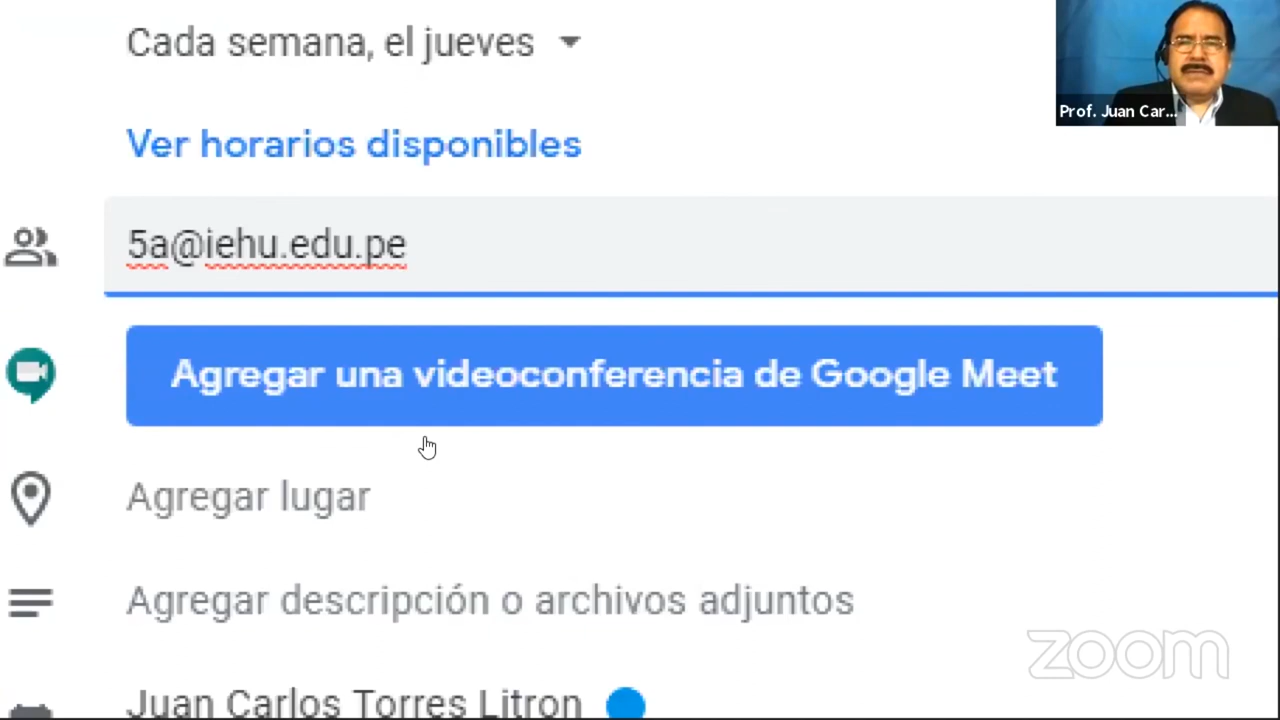 Cada semana, el jueves
Prof. Juan Car...
Ver horarios disponibles
5a@iehu.edu.pe
Agregar una videoconferencia de Google Meet
Agregar lugar
Agregar descripción o archivos adjuntos
zoom
Juan Carlos Torres Litron